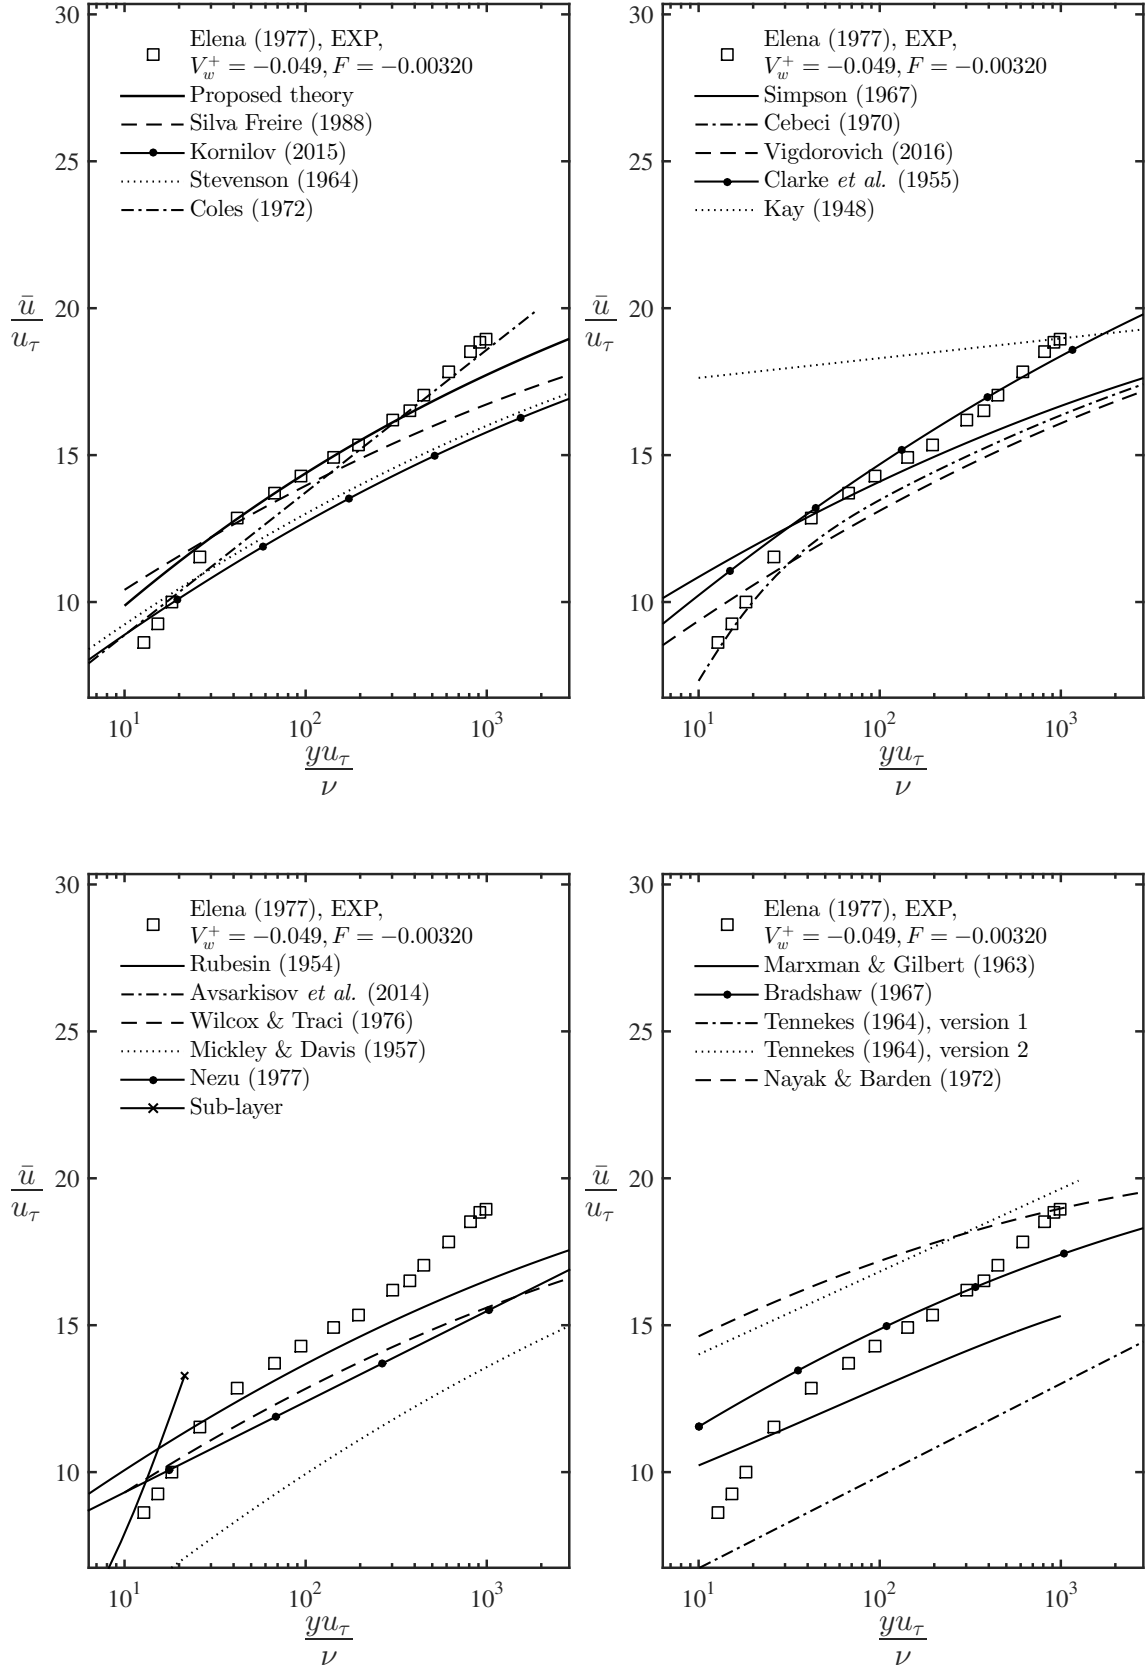 30
25
20
15
10
ū/u_τ
Elena (1977), EXP,
V_w^+ = −0.049, F = −0.00320
Proposed theory
Silva Freire (1988)
Kornilov (2015)
Stevenson (1964)
Coles (1972)
10^1 10^2 10^3
yu_τ/ν
30
25
20
15
10
ū/u_τ
Elena (1977), EXP,
V_w^+ = −0.049, F = −0.00320
Simpson (1967)
Cebeci (1970)
Vigdorovich (2016)
Clarke et al. (1955)
Kay (1948)
10^1 10^2 10^3
yu_τ/ν
30
25
20
15
10
ū/u_τ
Elena (1977), EXP,
V_w^+ = −0.049, F = −0.00320
Rubesin (1954)
Avsarkisov et al. (2014)
Wilcox & Traci (1976)
Mickley & Davis (1957)
Nezu (1977)
Sub-layer
10^1 10^2 10^3
yu_τ/ν
30
25
20
15
10
ū/u_τ
Elena (1977), EXP,
V_w^+ = −0.049, F = −0.00320
Marxman & Gilbert (1963)
Bradshaw (1967)
Tennekes (1964), version 1
Tennekes (1964), version 2
Nayak & Barden (1972)
10^1 10^2 10^3
yu_τ/ν